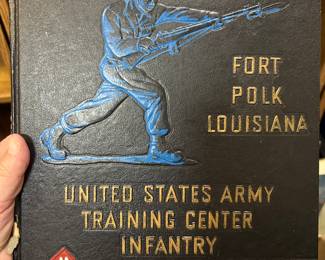 FORT
POLK
LOUISIANA
UNITED STATES ARMY
TRAINING CENTER
INFANTRY